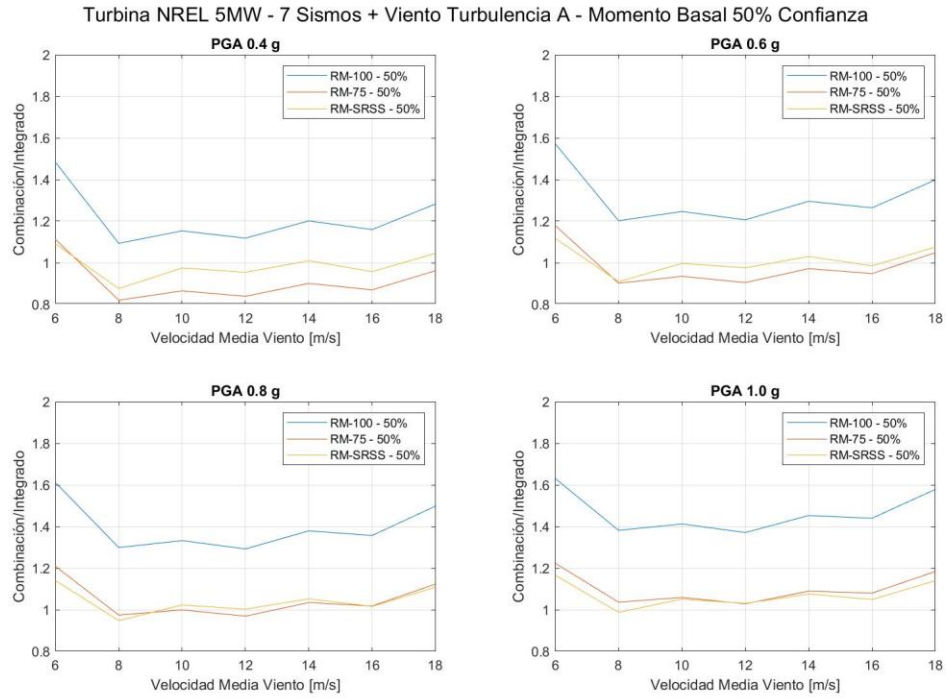 Turbina NREL 5MW - 7 Sismos + Viento Turbulencia A - Momento Basal 50% Confianza
PGA 0.4 g
2
1.8
1.6
1.4
1.2
1
0.8
Combinación/Integrado
RM-100 - 50%
RM-75 - 50%
RM-SRSS - 50%
6 8 10 12 14 16 18
Velocidad Media Viento [m/s]
PGA 0.6 g
2
1.8
1.6
1.4
1.2
1
0.8
Combinación/Integrado
RM-100 - 50%
RM-75 - 50%
RM-SRSS - 50%
6 8 10 12 14 16 18
Velocidad Media Viento [m/s]
PGA 0.8 g
2
1.8
1.6
1.4
1.2
1
0.8
Combinación/Integrado
RM-100 - 50%
RM-75 - 50%
RM-SRSS - 50%
6 8 10 12 14 16 18
Velocidad Media Viento [m/s]
PGA 1.0 g
2
1.8
1.6
1.4
1.2
1
0.8
Combinación/Integrado
RM-100 - 50%
RM-75 - 50%
RM-SRSS - 50%
6 8 10 12 14 16 18
Velocidad Media Viento [m/s]